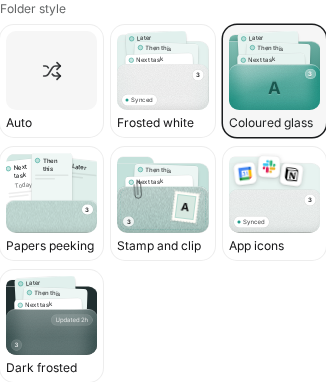 Folder style
Later
Then this
Next task
3
Synced
Later
Then this
Next task
3
A
Auto
Frosted white
Coloured glass
Next task
Today
Then this
Later
3
Then this
Next task
A
3
31
N
3
Synced
Papers peeking
Stamp and clip
App icons
Later
Then this
Next task
Updated 2h
3
Dark frosted